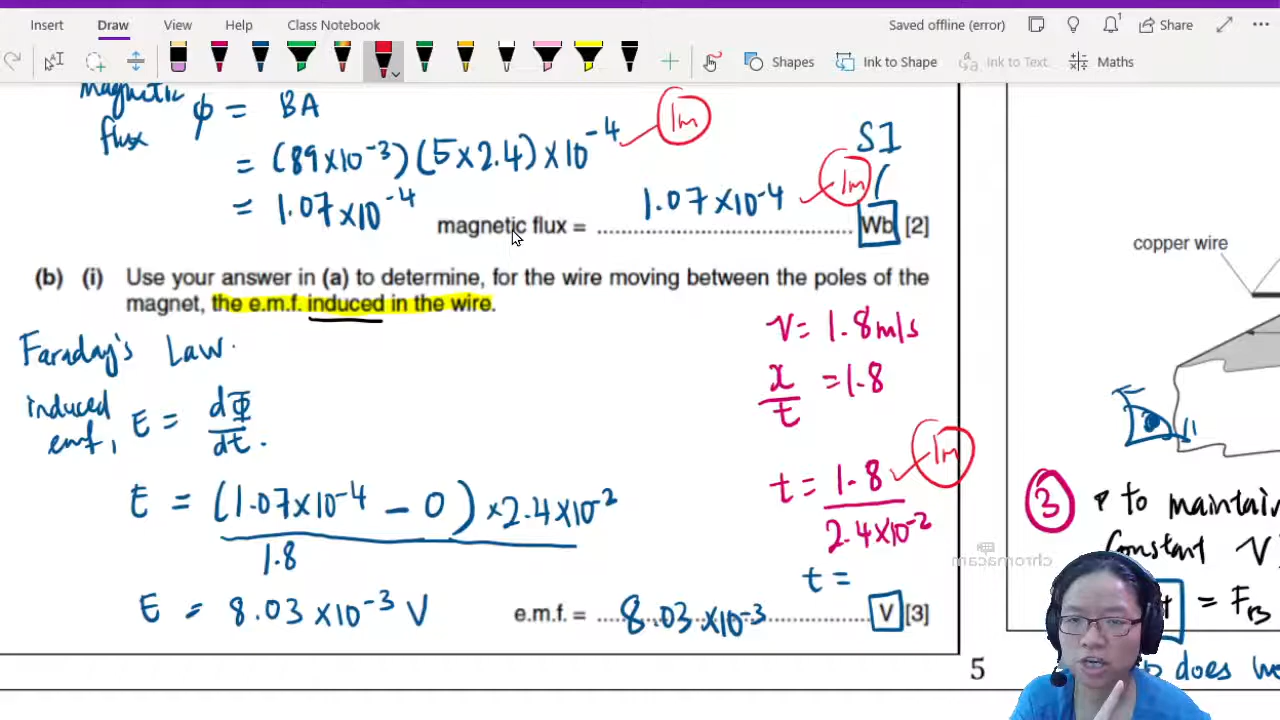 Insert Draw View Help Class Notebook Saved offline (error) Share
Shapes Ink to Shape Ink to Text Maths
magnetic flux ϕ = BA
= (89×10⁻³)(5×2.4)×10⁻⁴ 1m
= 1.07×10⁻⁴
SI
magnetic flux = 1.07×10⁻⁴ 1m Wb [2]
(b) (i) Use your answer in (a) to determine, for the wire moving between the poles of the
magnet, the e.m.f. induced in the wire.
Faraday's Law.
induced emf, E = dΦ/dt.
E = (1.07×10⁻⁴ - 0) × 2.4×10⁻²
1.8
E = 8.03×10⁻³ V
v = 1.8m/s
x/t = 1.8
t = 1.8 / 2.4×10⁻² 1m
t =
e.m.f. = 8.03×10⁻³ V [3]
5
copper wire
chromacam
3 to maintain
constant v
= F_B
does